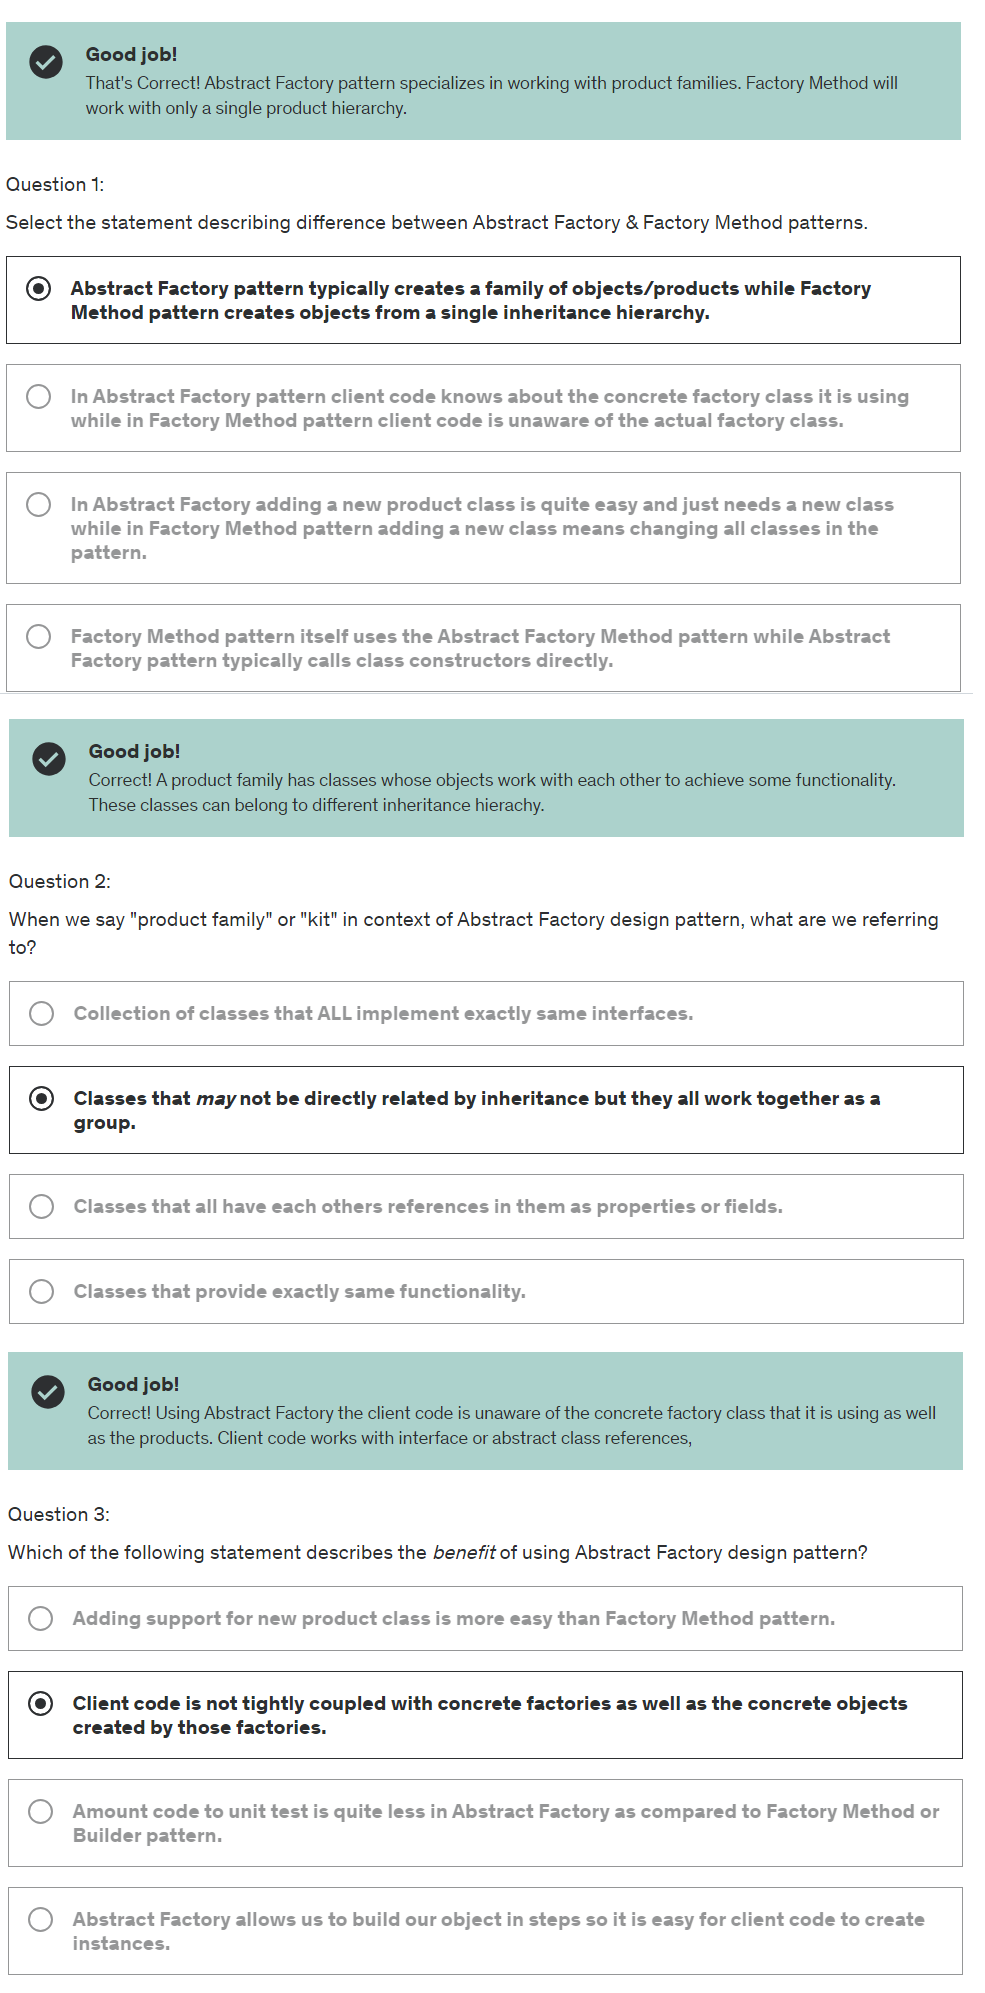 Good job!
That's Correct! Abstract Factory pattern specializes in working with product families. Factory Method will
work with only a single product hierarchy.
Question 1:
Select the statement describing difference between Abstract Factory & Factory Method patterns.
Abstract Factory pattern typically creates a family of objects/products while Factory
Method pattern creates objects from a single inheritance hierarchy.
In Abstract Factory pattern client code knows about the concrete factory class it is using
while in Factory Method pattern client code is unaware of the actual factory class.
In Abstract Factory adding a new product class is quite easy and just needs a new class
while in Factory Method pattern adding a new class means changing all classes in the
pattern.
Factory Method pattern itself uses the Abstract Factory Method pattern while Abstract
Factory pattern typically calls class constructors directly.
Good job!
Correct! A product family has classes whose objects work with each other to achieve some functionality.
These classes can belong to different inheritance hierachy.
Question 2:
When we say "product family" or "kit" in context of Abstract Factory design pattern, what are we referring
to?
Collection of classes that ALL implement exactly same interfaces.
Classes that may not be directly related by inheritance but they all work together as a
group.
Classes that all have each others references in them as properties or fields.
Classes that provide exactly same functionality.
Good job!
Correct! Using Abstract Factory the client code is unaware of the concrete factory class that it is using as well
as the products. Client code works with interface or abstract class references,
Question 3:
Which of the following statement describes the benefit of using Abstract Factory design pattern?
Adding support for new product class is more easy than Factory Method pattern.
Client code is not tightly coupled with concrete factories as well as the concrete objects
created by those factories.
Amount code to unit test is quite less in Abstract Factory as compared to Factory Method or
Builder pattern.
Abstract Factory allows us to build our object in steps so it is easy for client code to create
instances.